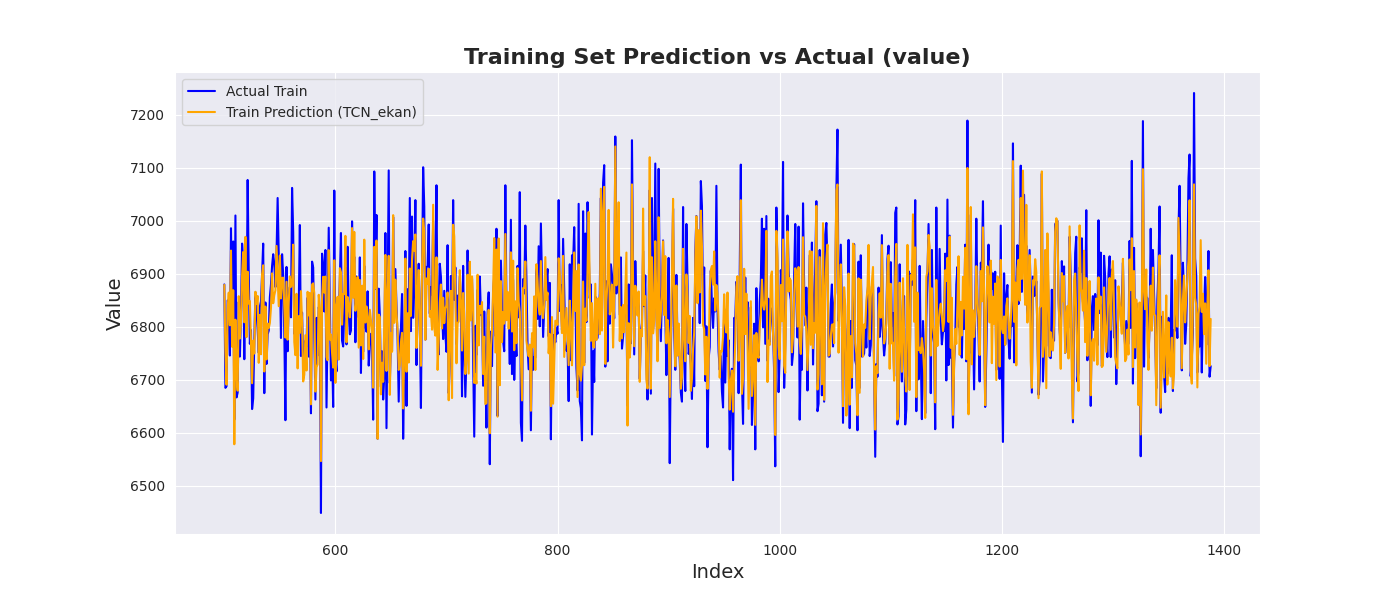 Training Set Prediction vs Actual (value)
Actual Train
Train Prediction (TCN_ekan)
Value
7200
7100
7000
6900
6800
6700
6600
6500
600
800
1000
1200
1400
Index